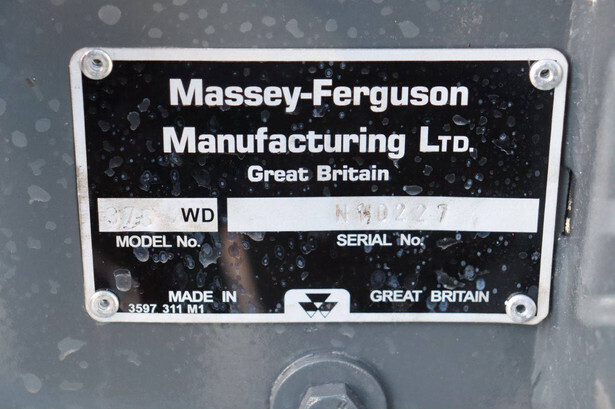 Massey-Ferguson
Manufacturing LTD.
Great Britain
WD
MODEL No.
SERIAL No.
MADE IN
GREAT BRITAIN
3597 311 M1